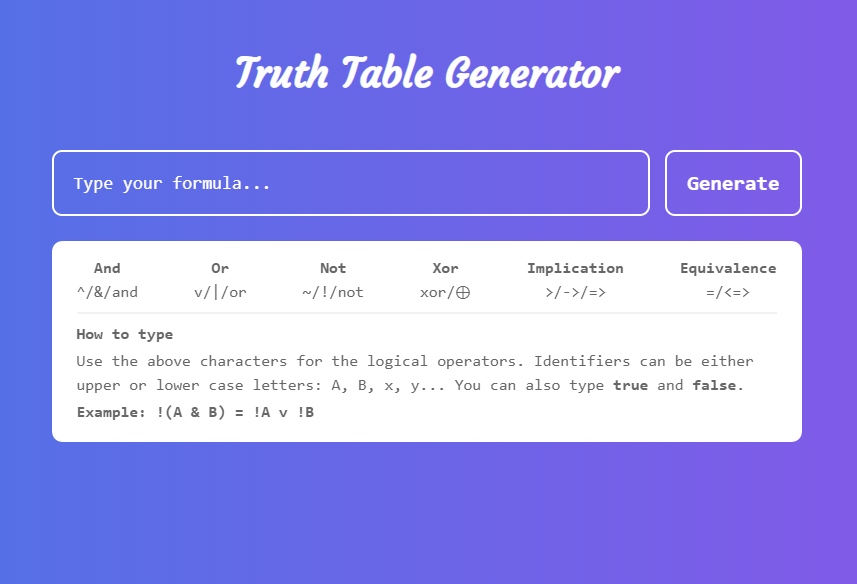 Truth Table Generator
Type your formula... Generate
And Or Not Xor Implication Equivalence
^/&/and v/|/or ~/!/not xor/⊕ >/->/=> =/<=>
How to type
Use the above characters for the logical operators. Identifiers can be either
upper or lower case letters: A, B, x, y... You can also type true and false.
Example: !(A & B) = !A v !B